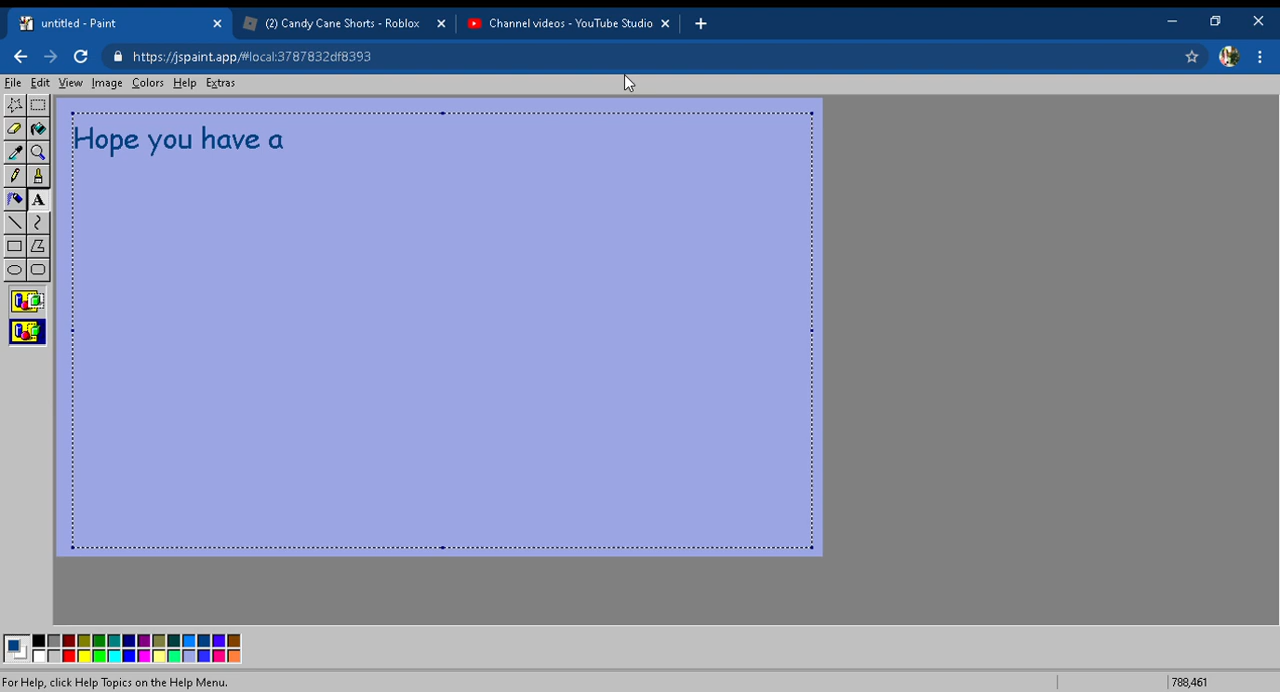 untitled - Paint
(2) Candy Cane Shorts - Roblox
Channel videos - YouTube Studio
https://jspaint.app/#local:3787832df8393
File Edit View Image Colors Help Extras
A
Hope you have a
For Help, click Help Topics on the Help Menu.
788,461